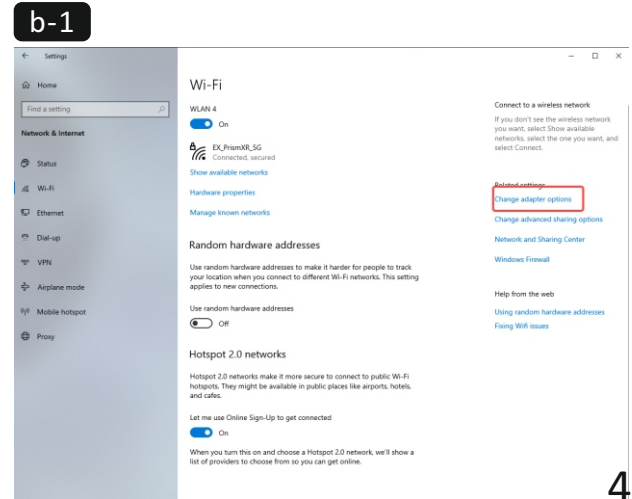 b-1
Settings
Home
Find a setting
Network & Internet
Status
Wi-Fi
Ethernet
Dial-up
VPN
Airplane mode
Mobile hotspot
Proxy
Wi-Fi
WLAN 4
On
EX_PrismXR_5G
Connected, secured
Show available networks
Hardware properties
Manage known networks
Random hardware addresses
Use random hardware addresses to make it harder for people to track
your location when you connect to different Wi-Fi networks. This setting
applies to new connections.
Use random hardware addresses
Off
Hotspot 2.0 networks
Hotspot 2.0 networks make it more secure to connect to public Wi-Fi
hotspots. They might be available in public places like airports, hotels,
and cafes.
Let me use Online Sign-Up to get connected
On
When you turn this on and choose a Hotspot 2.0 network, we'll show a
list of providers to choose from so you can get online.
Connect to a wireless network
If you don't see the wireless network
you want, select Show available
networks, select the one you want, and
select Connect.
Related settings
Change adapter options
Change advanced sharing options
Network and Sharing Center
Windows Firewall
Help from the web
Using random hardware addresses
Fixing Wifi issues
4